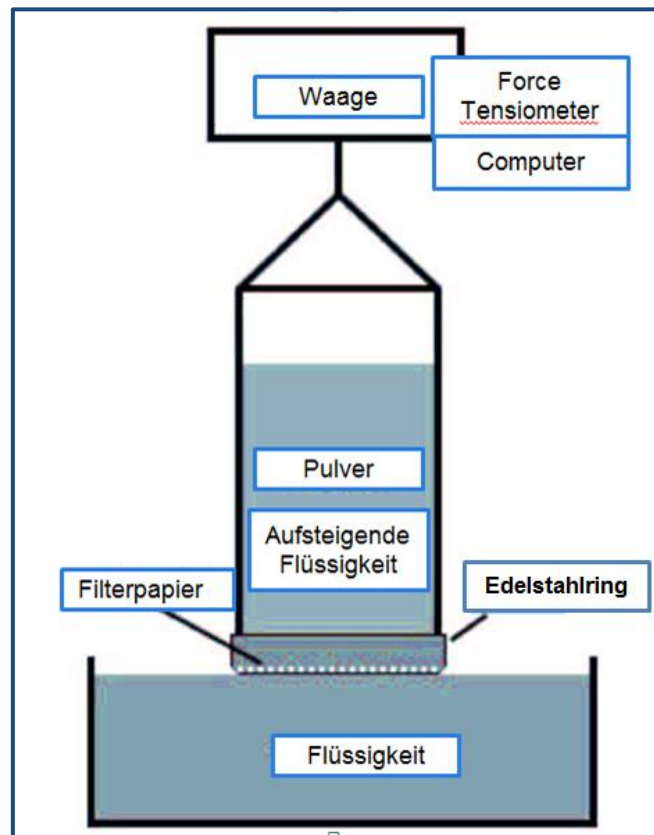 Waage
Force
Tensiometer
Computer
Pulver
Aufsteigende
Flüssigkeit
Filterpapier
Edelstahlring
Flüssigkeit